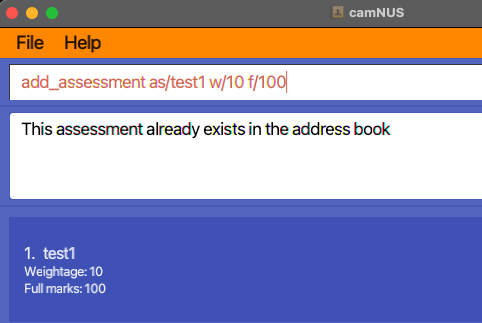 camNUS
File Help
add_assessment as/test1 w/10 f/100
This assessment already exists in the address book
1. test1
Weightage: 10
Full marks: 100